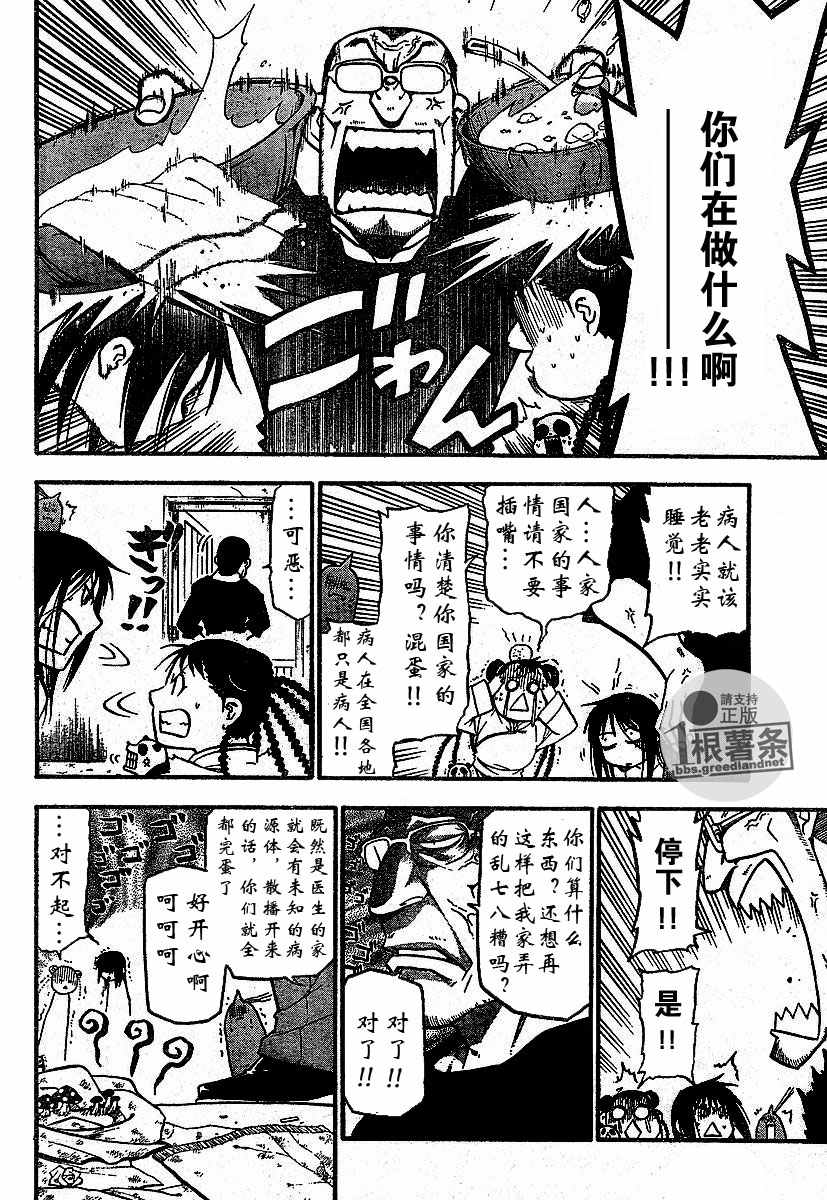 你们在做什么啊
——!!!
ズ
ビ
わ
ん
病人就该
老老实实
睡觉!!
人…人家
国家的事
情请不要
插嘴…
你清楚你国家的
事情吗？混蛋!!
病人在全国各地
都只是病人!!
…可恶…
ギっ!!
請支持
正版
1根薯条
bbs.greedland.net
停下!!
是!!
你们算什么
东西？还想再
这样把我家弄
的乱七八糟吗？
对了!!
对了!!
既然是医生的家
就会有未知的病
源体，散播开来
的话，你们就全
都完蛋了
好开心啊
呵呵呵
…对不起…
ゴゴゴ
ゴゴゴ